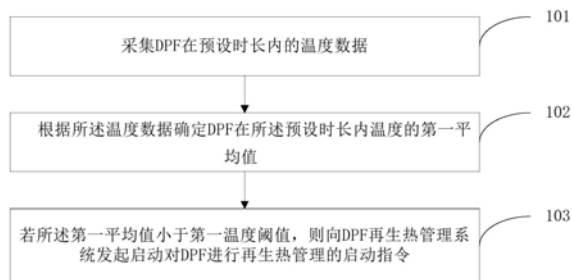 采集DPF在预设时长内的温度数据
101
根据所述温度数据确定DPF在所述预设时长内温度的第一平
均值
102
若所述第一平均值小于第一温度阈值，则向DPF再生热管理系
统发起启动对DPF进行再生热管理的启动指令
103